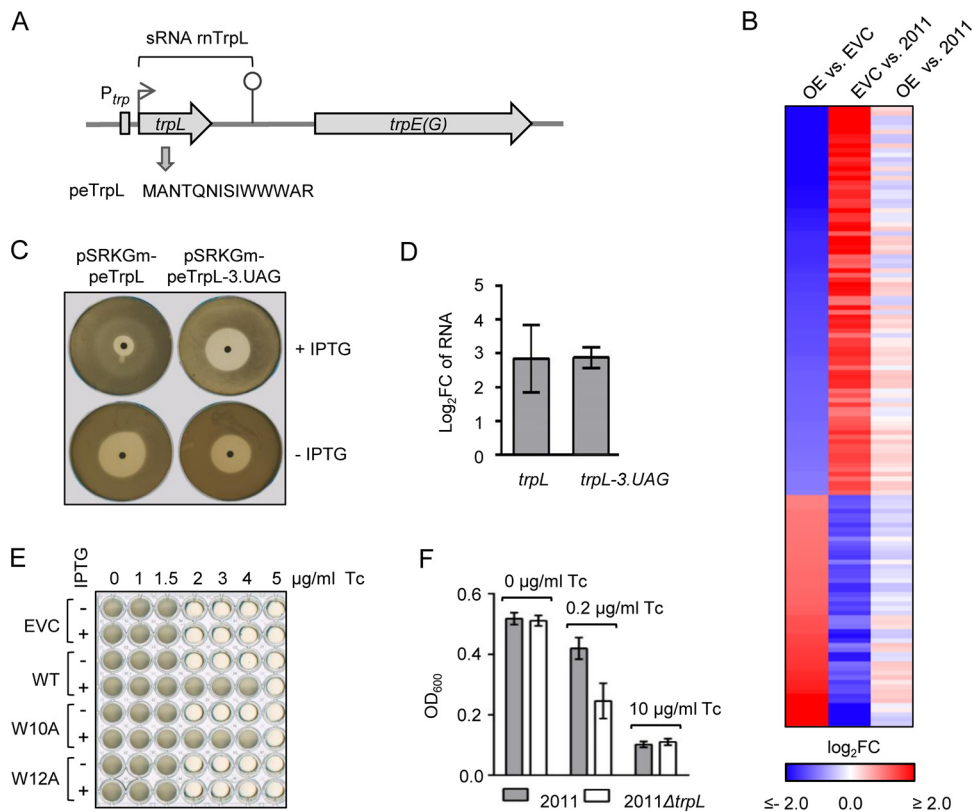 A
sRNA rnTrpL
Ptrp
trpL
trpE(G)
peTrpL MANTQNISIWWWAR
B
OE vs. EVC
EVC vs. 2011
OE vs. 2011
log2FC
≤- 2.0 0.0 ≥ 2.0
C
pSRKGm-
peTrpL
pSRKGm-
peTrpL-3.UAG
+ IPTG
- IPTG
D
Log2FC of RNA
5
4
3
2
1
0
trpL trpL-3.UAG
E
IPTG
0 1 1.5 2 3 4 5 µg/ml Tc
EVC
-
+
WT
-
+
W10A
-
+
W12A
-
+
F
OD600
0.6
0.4
0.2
0.0
0 µg/ml Tc
0.2 µg/ml Tc
10 µg/ml Tc
2011 2011ΔtrpL